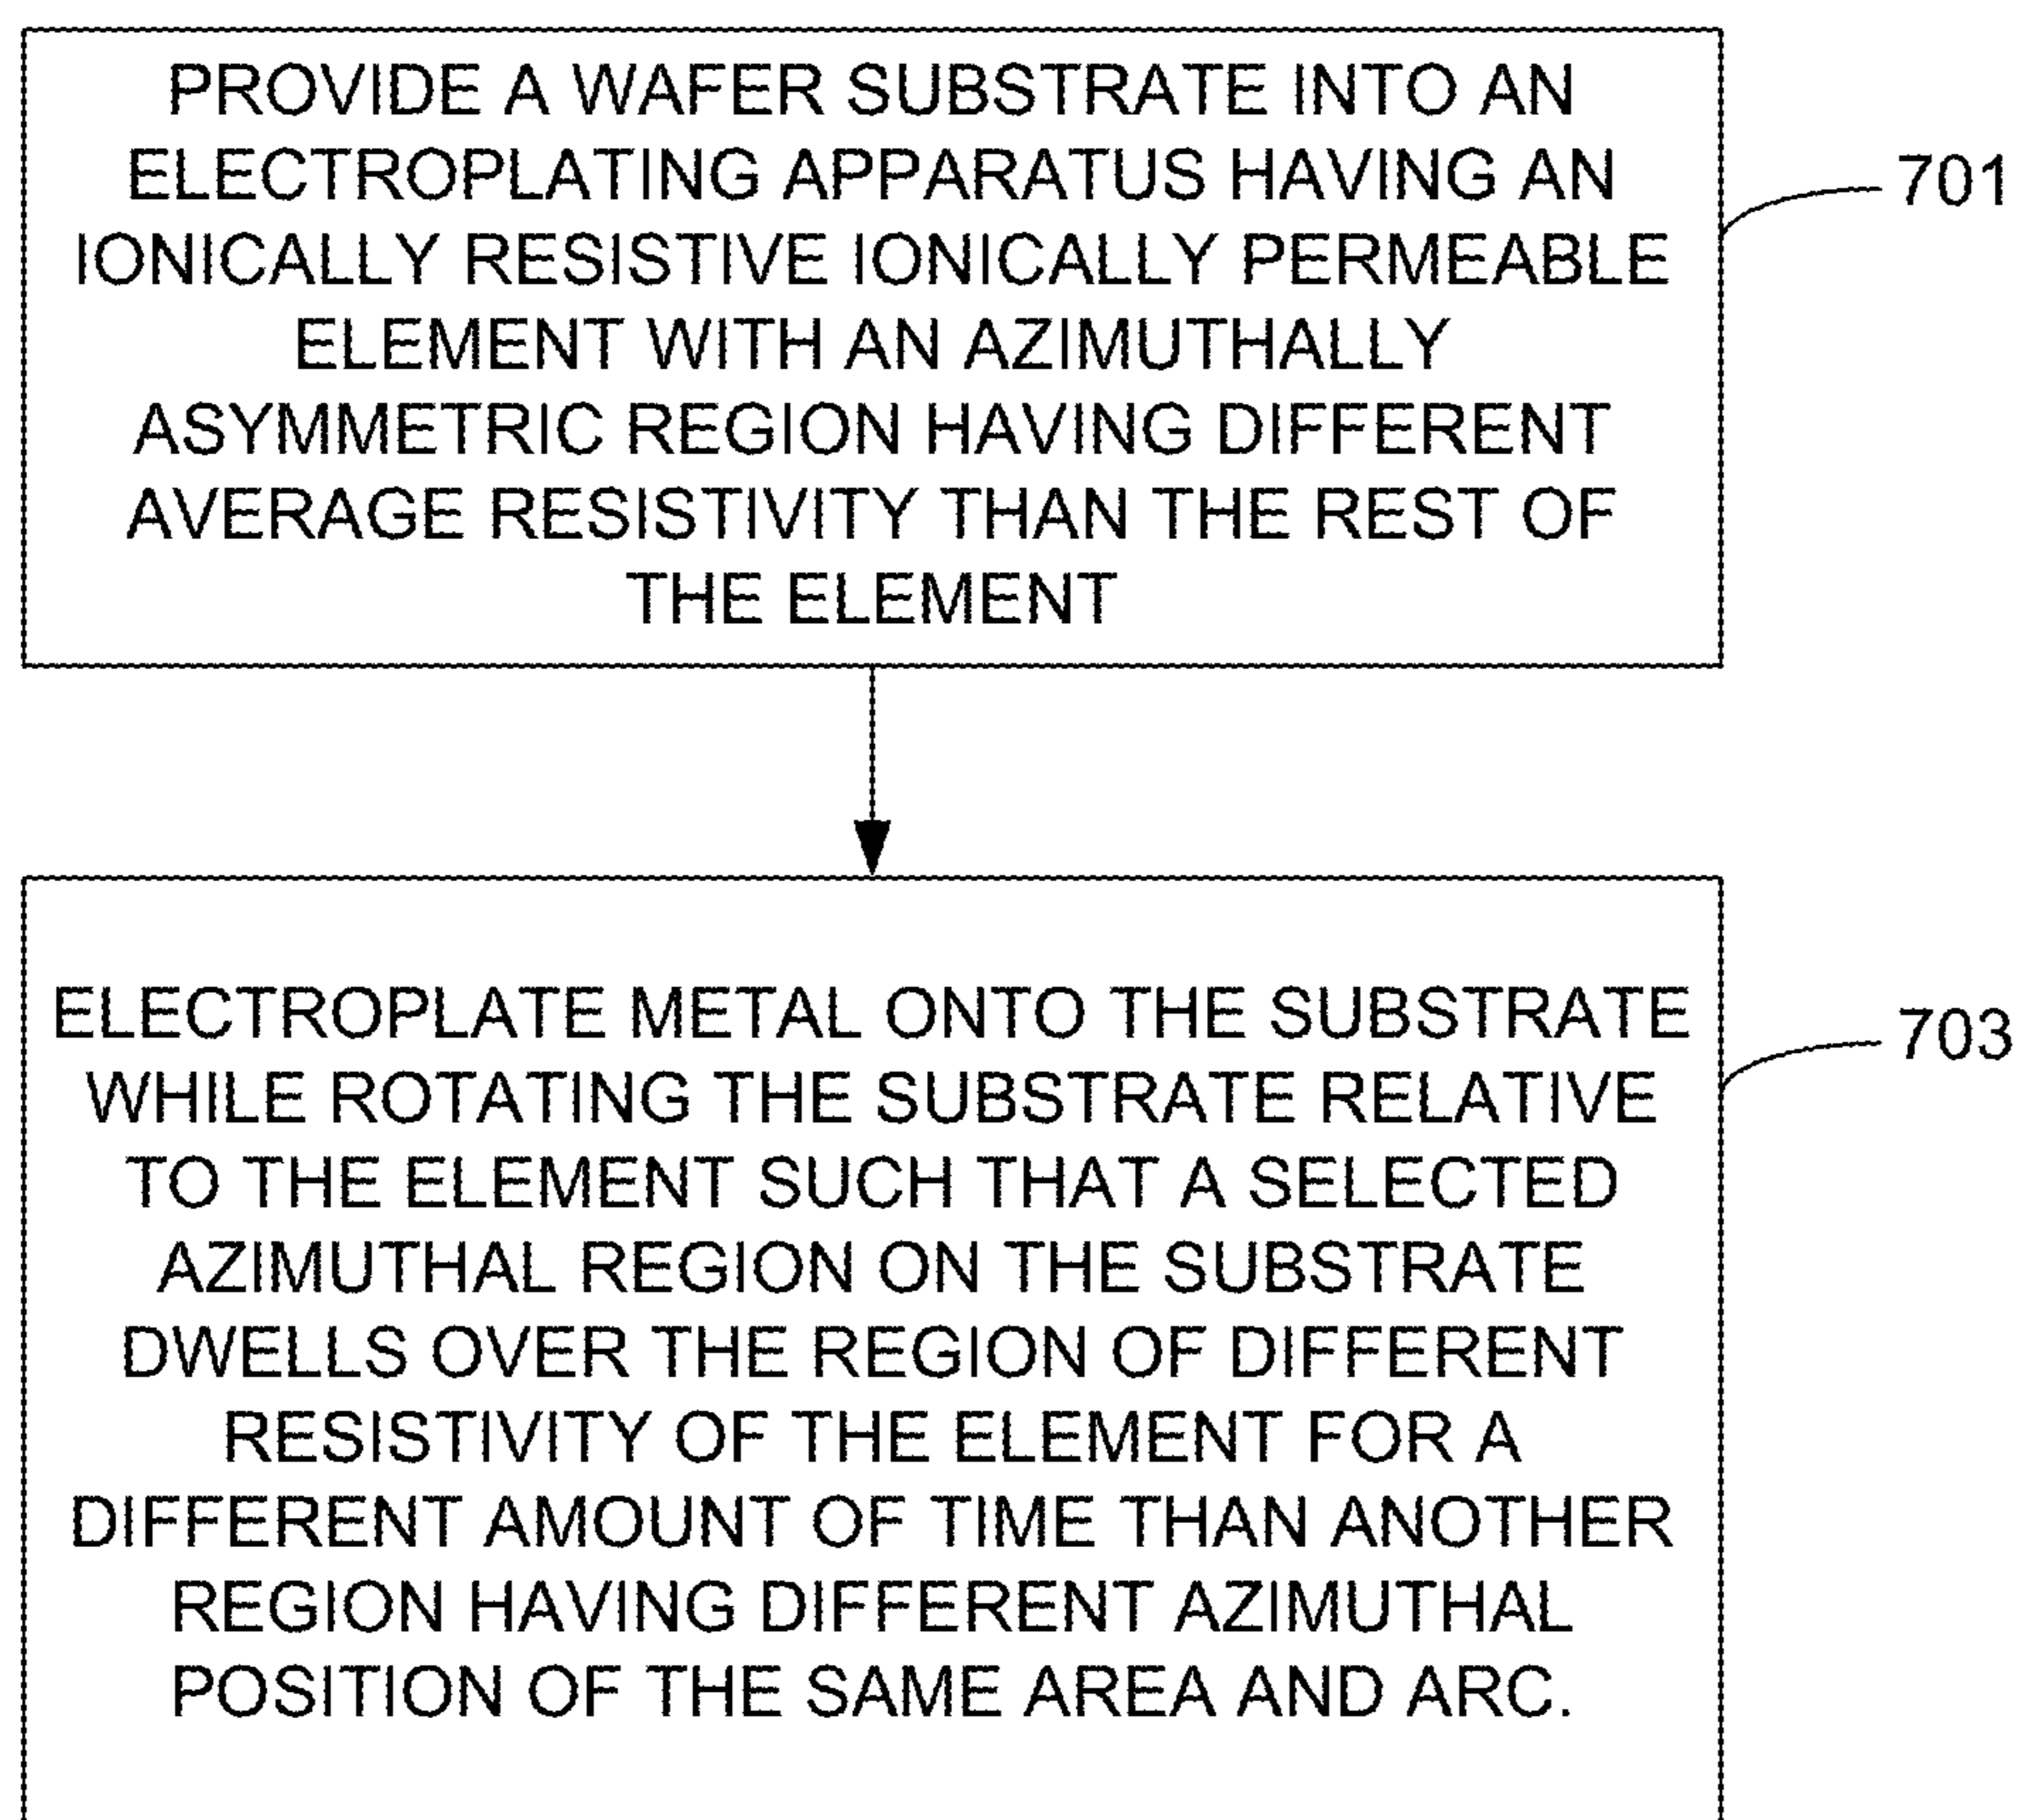 PROVIDE A WAFER SUBSTRATE INTO AN
ELECTROPLATING APPARATUS HAVING AN
IONICALLY RESISTIVE IONICALLY PERMEABLE
ELEMENT WITH AN AZIMUTHALLY
ASYMMETRIC REGION HAVING DIFFERENT
AVERAGE RESISTIVITY THAN THE REST OF
THE ELEMENT
701
ELECTROPLATE METAL ONTO THE SUBSTRATE
WHILE ROTATING THE SUBSTRATE RELATIVE
TO THE ELEMENT SUCH THAT A SELECTED
AZIMUTHAL REGION ON THE SUBSTRATE
DWELLS OVER THE REGION OF DIFFERENT
RESISTIVITY OF THE ELEMENT FOR A
DIFFERENT AMOUNT OF TIME THAN ANOTHER
REGION HAVING DIFFERENT AZIMUTHAL
POSITION OF THE SAME AREA AND ARC.
703